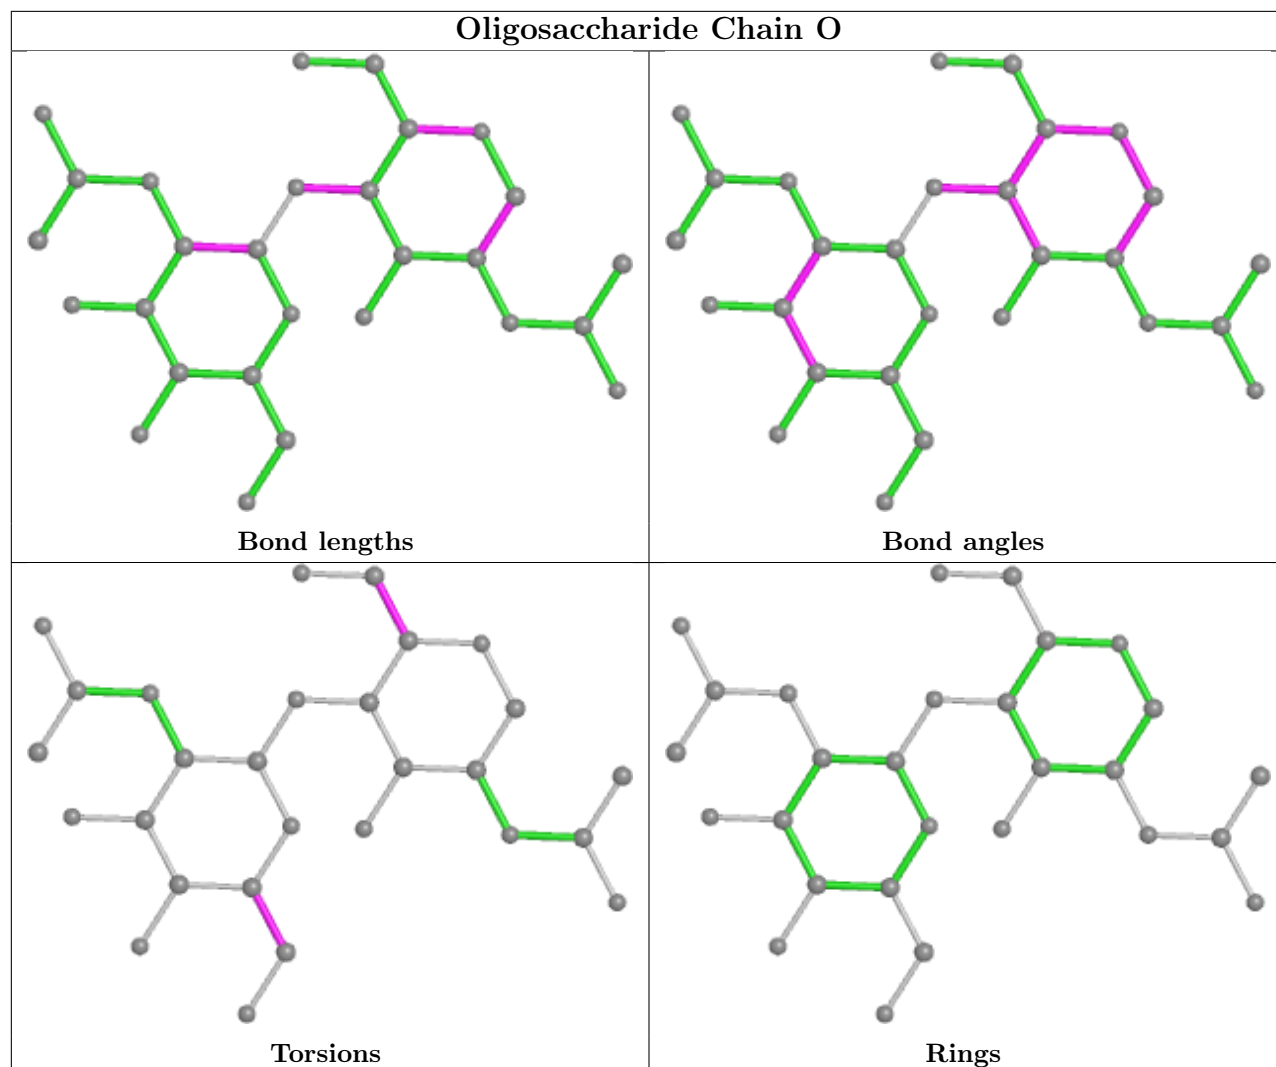 Oligosaccharide Chain O
Bond lengths
Bond angles
Torsions
Rings